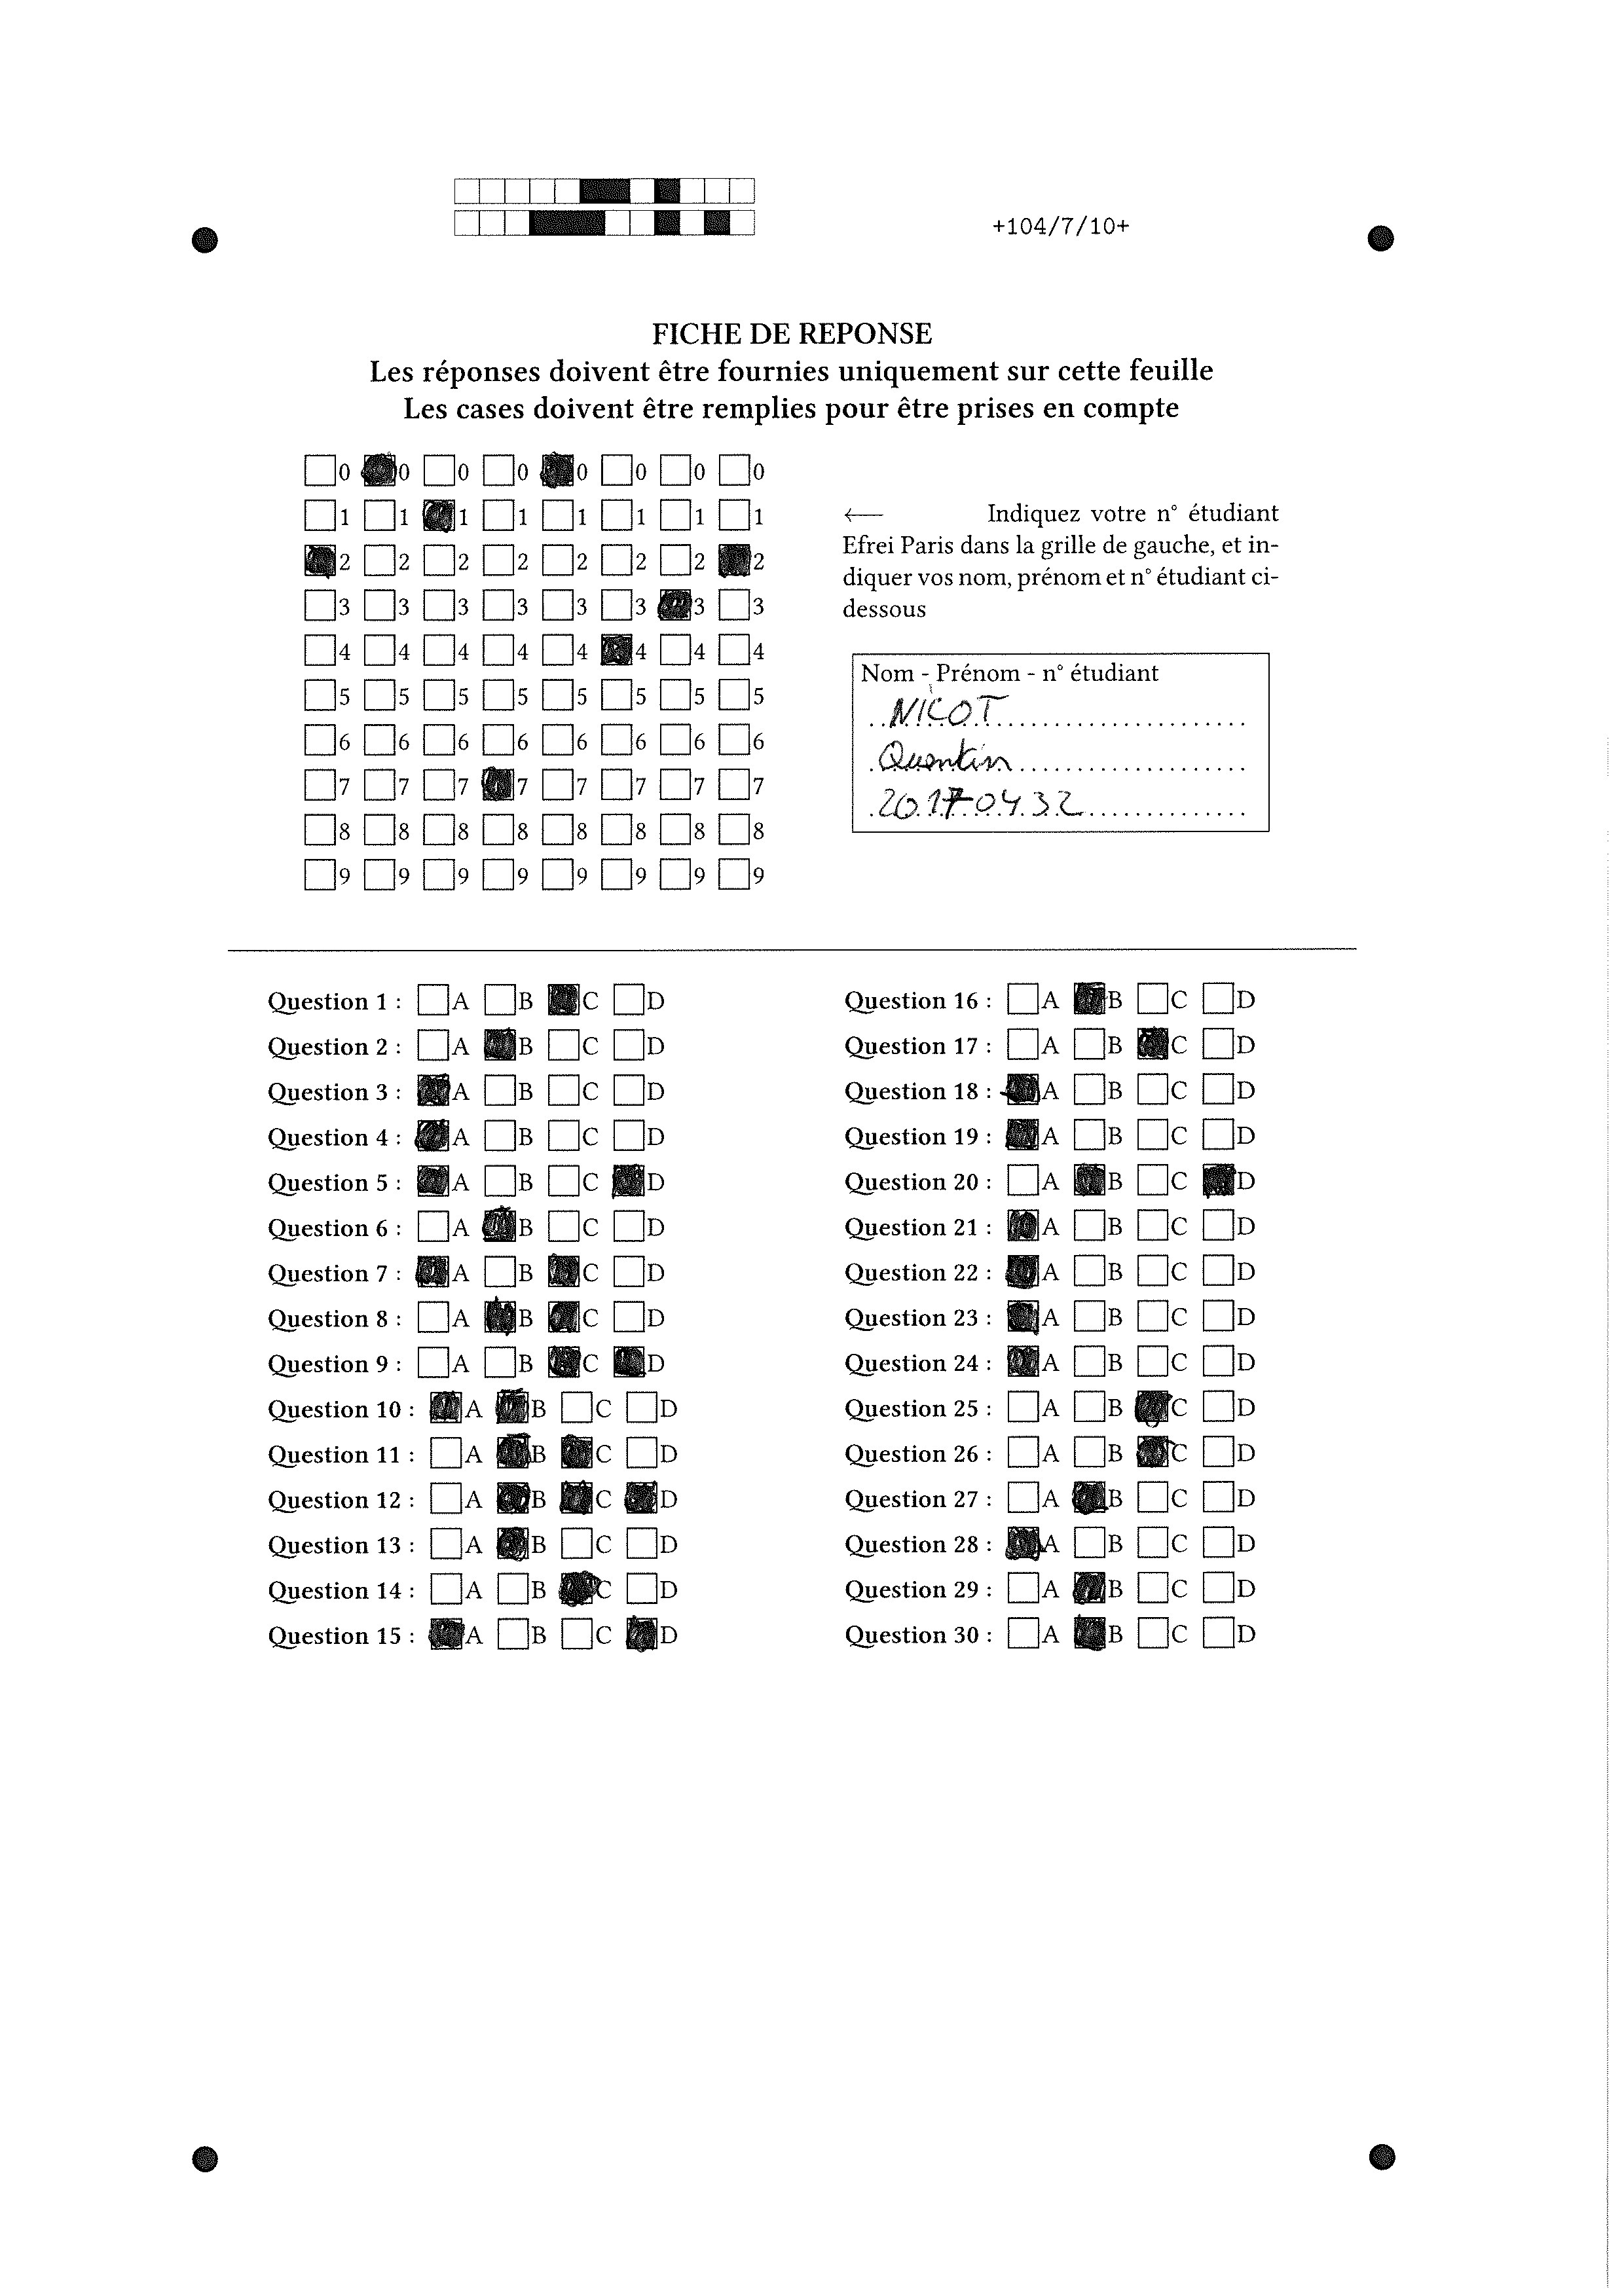 +104/7/10+
FICHE DE REPONSE
Les réponses doivent être fournies uniquement sur cette feuille
Les cases doivent être remplies pour être prises en compte
0 0 0 0 0 0 0 0
1 1 1 1 1 1 1 1
2 2 2 2 2 2 2 2
3 3 3 3 3 3 3 3
4 4 4 4 4 4 4 4
5 5 5 5 5 5 5 5
6 6 6 6 6 6 6 6
7 7 7 7 7 7 7 7
8 8 8 8 8 8 8 8
9 9 9 9 9 9 9 9
← Indiquez votre n° étudiant
Efrei Paris dans la grille de gauche, et in-
diquer vos nom, prénom et n° étudiant ci-
dessous
Nom - Prénom - n° étudiant
NICOT
Quentin
20170432
Question 1 : A B C D
Question 2 : A B C D
Question 3 : A B C D
Question 4 : A B C D
Question 5 : A B C D
Question 6 : A B C D
Question 7 : A B C D
Question 8 : A B C D
Question 9 : A B C D
Question 10 : A B C D
Question 11 : A B C D
Question 12 : A B C D
Question 13 : A B C D
Question 14 : A B C D
Question 15 : A B C D
Question 16 : A B C D
Question 17 : A B C D
Question 18 : A B C D
Question 19 : A B C D
Question 20 : A B C D
Question 21 : A B C D
Question 22 : A B C D
Question 23 : A B C D
Question 24 : A B C D
Question 25 : A B C D
Question 26 : A B C D
Question 27 : A B C D
Question 28 : A B C D
Question 29 : A B C D
Question 30 : A B C D